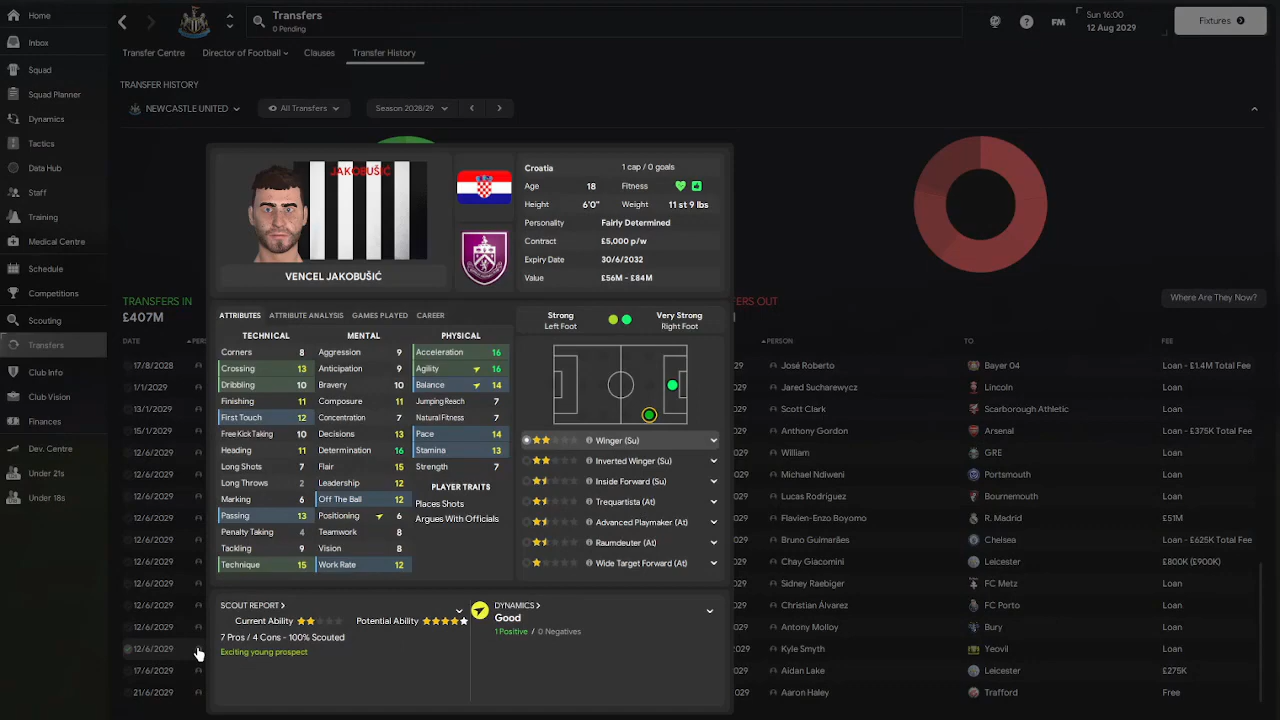 Home
Inbox
Squad
Squad Planner
Dynamics
Tactics
Data Hub
Staff
Training
Medical Centre
Schedule
Competitions
Scouting
Transfers
Club Info
Club Vision
Finances
Dev. Centre
Under 21s
Under 18s
Transfers
0 Pending
FM
Sun 16:00
12 Aug 2029
Fixtures
Transfer Centre
Director of Football
Clauses
Transfer History
TRANSFER HISTORY
NEWCASTLE UNITED
All Transfers
Season 2028/29
JAKOBUŠIĆ
VENCEL JAKOBUŠIĆ
Croatia 1 cap / 0 goals
Age 18 Fitness
Height 6'0" Weight 11 st 9 lbs
Personality Fairly Determined
Contract £5,000 p/w
Expiry Date 30/6/2032
Value £56M - £84M
ATTRIBUTES ATTRIBUTE ANALYSIS GAMES PLAYED CAREER
TECHNICAL
Corners 8
Crossing 13
Dribbling 10
Finishing 11
First Touch 12
Free Kick Taking 10
Heading 11
Long Shots 7
Long Throws 2
Marking 6
Passing 13
Penalty Taking 4
Tackling 9
Technique 15
MENTAL
Aggression 9
Anticipation 9
Bravery 10
Composure 11
Concentration 7
Decisions 13
Determination 16
Flair 15
Leadership 12
Off The Ball 12
Positioning 6
Teamwork 8
Vision 8
Work Rate 12
PHYSICAL
Acceleration 16
Agility 16
Balance 14
Jumping Reach 7
Natural Fitness 7
Pace 14
Stamina 13
Strength 7
PLAYER TRAITS
Places Shots
Argues With Officials
Strong
Left Foot
Very Strong
Right Foot
Winger (Su)
Inverted Winger (Su)
Inside Forward (Su)
Trequartista (At)
Advanced Playmaker (At)
Raumdeuter (At)
Wide Target Forward (At)
SCOUT REPORT
Current Ability Potential Ability
7 Pros / 4 Cons - 100% Scouted
Exciting young prospect
DYNAMICS
Good
1 Positive / 0 Negatives
TRANSFERS IN
£407M
DATE
17/8/2028
1/1/2029
13/1/2029
15/1/2029
12/6/2029
12/6/2029
12/6/2029
12/6/2029
12/6/2029
12/6/2029
12/6/2029
12/6/2029
12/6/2029
12/6/2029
17/6/2029
21/6/2029
Where Are They Now?
PERSON TO FEE
José Roberto Bayer 04 Loan - £1.4M Total Fee
Jared Sucharewycz Lincoln Loan
Scott Clark Scarborough Athletic Loan
Anthony Gordon Arsenal Loan - £375K Total Fee
William GRE Loan
Michael Ndiweni Portsmouth Loan
Lucas Rodríguez Bournemouth Loan
Flavien-Enzo Boyomo R. Madrid £51M
Bruno Guimarães Chelsea Loan - £625K Total Fee
Chay Giacomini Leicester £800K (£900K)
Sidney Raebiger FC Metz Loan
Christian Álvarez FC Porto Loan
Antony Molloy Bury Loan
Kyle Smyth Yeovil Loan
Aidan Lake Leicester £275K
Aaron Haley Trafford Free